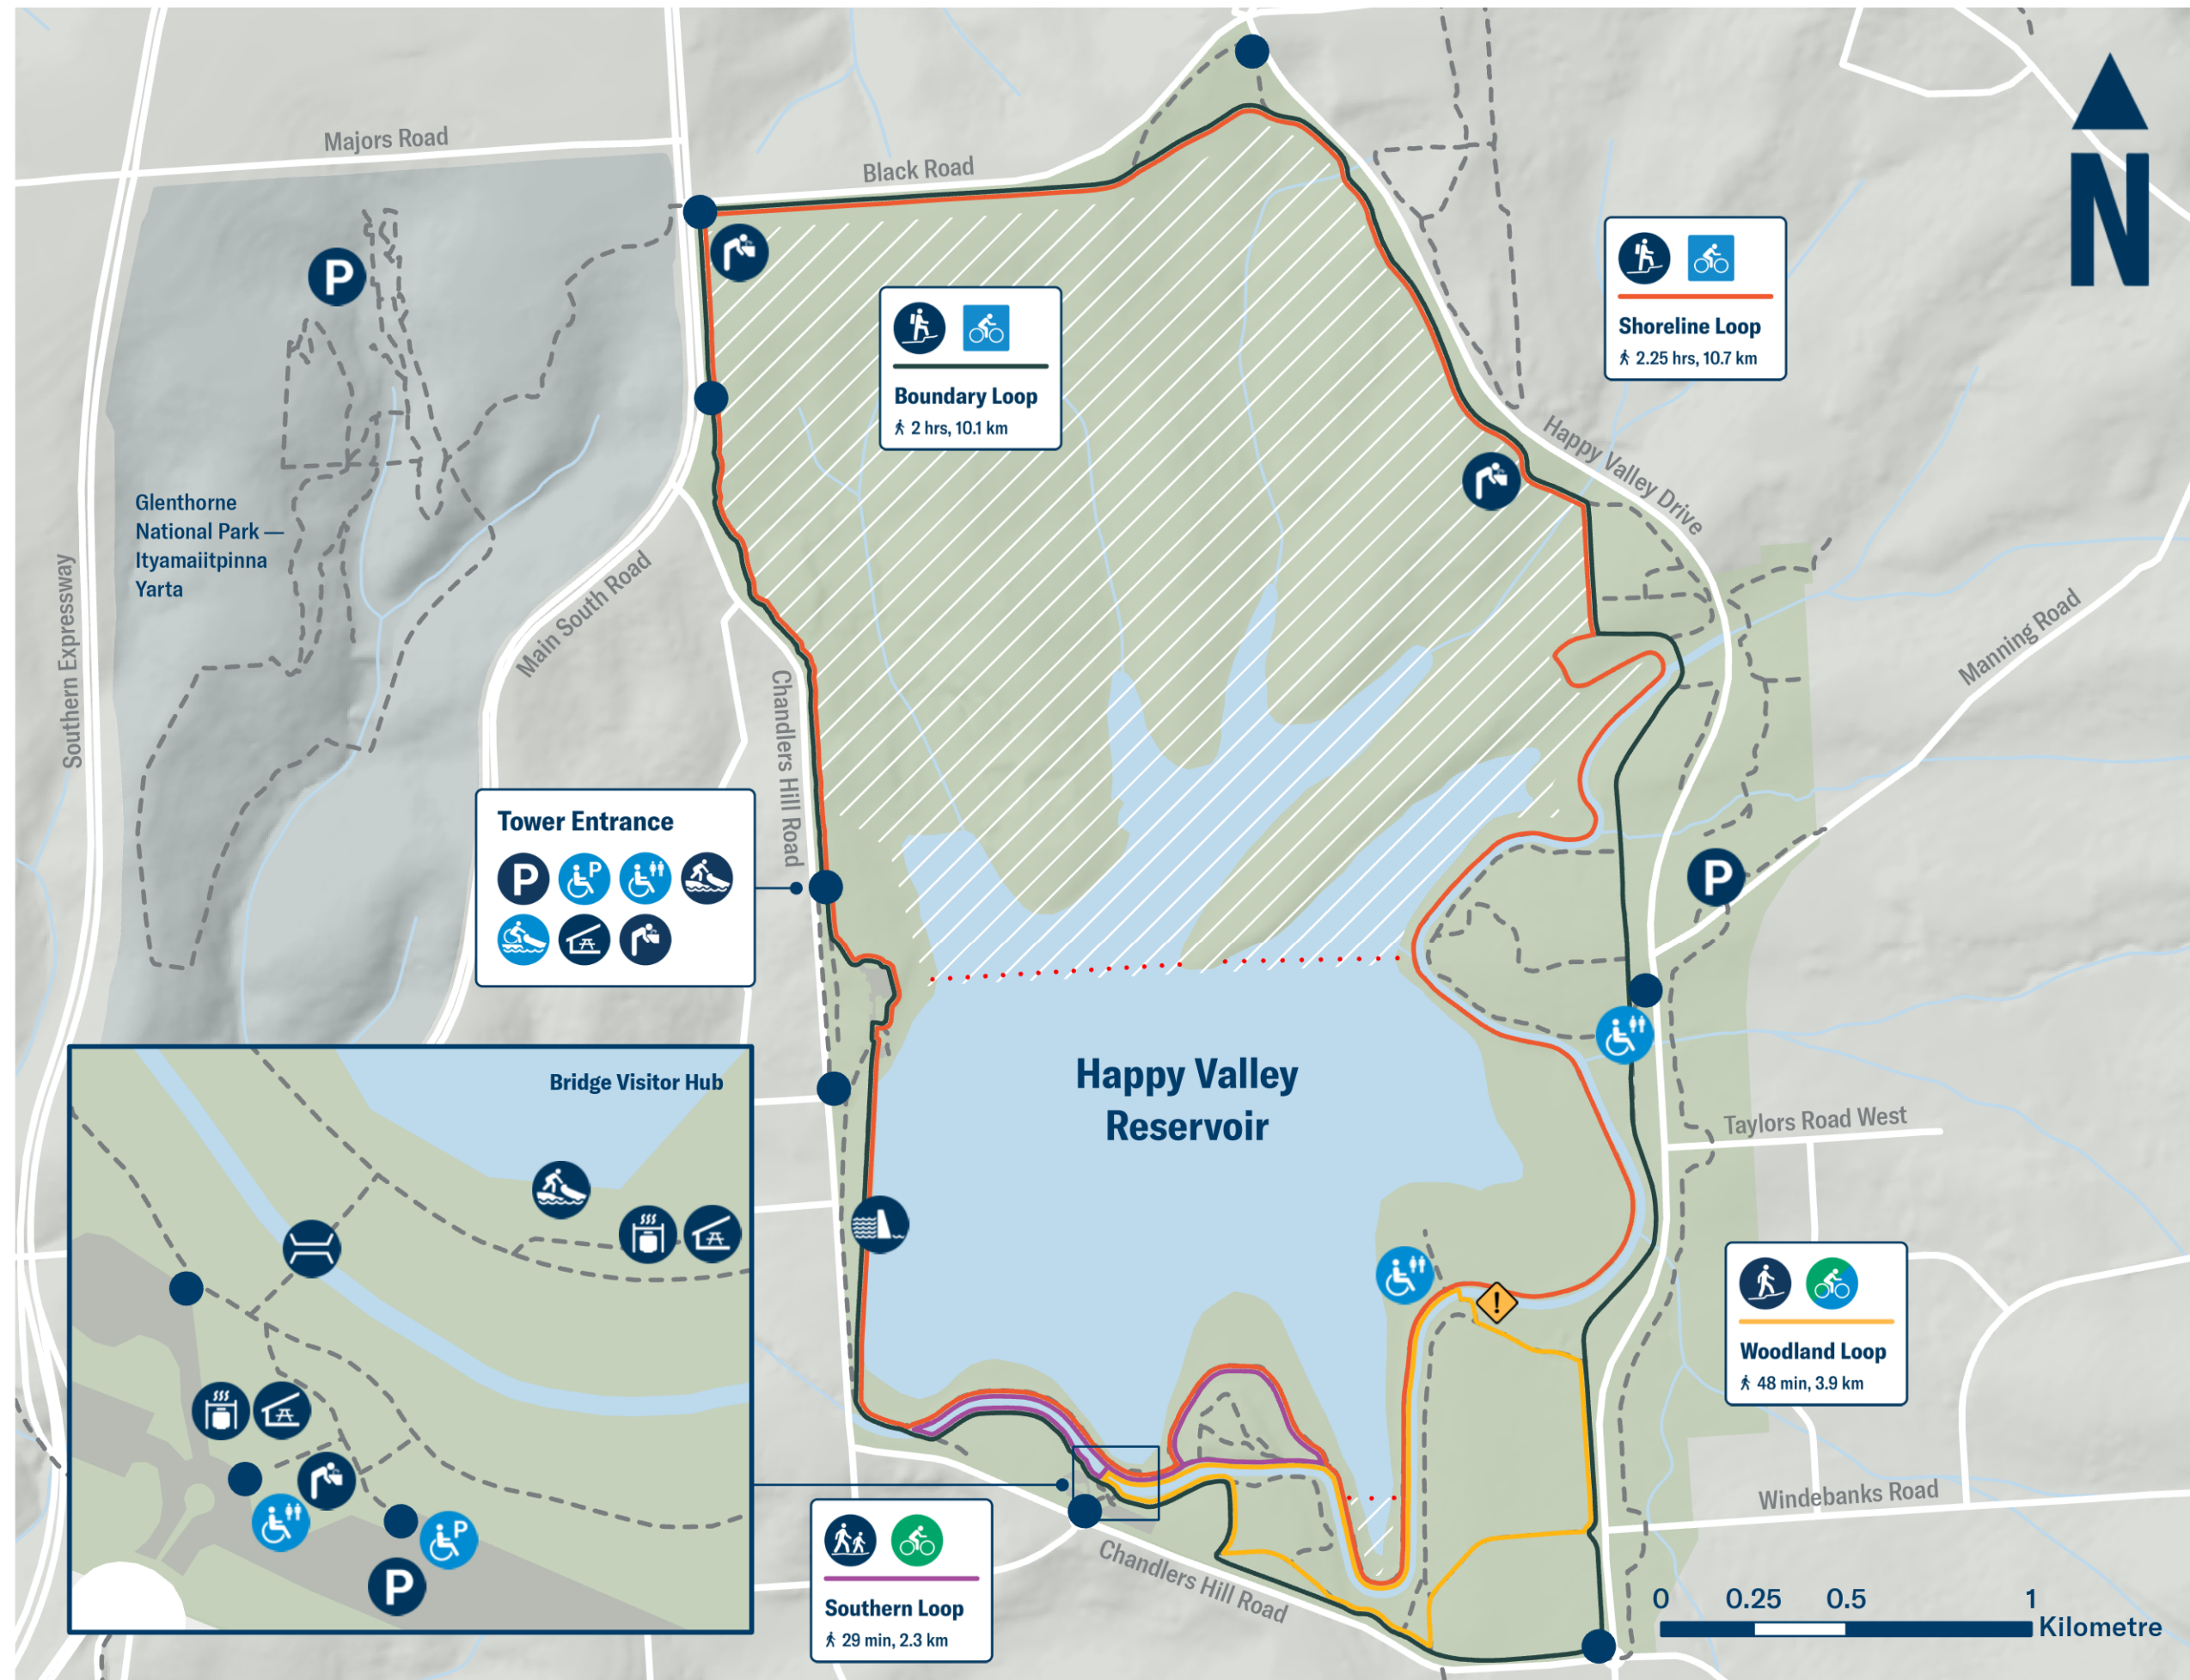 N
Majors Road
Black Road
P
Shoreline Loop
2.25 hrs, 10.7 km
Boundary Loop
2 hrs, 10.1 km
Happy Valley Drive
Glenthorne
National Park —
Ityamaiitpinna
Yarta
Southern Expressway
Main South Road
Manning Road
Chandlers Hill Road
Tower Entrance
P
P
P
Happy Valley
Reservoir
Bridge Visitor Hub
Taylors Road West
!
Woodland Loop
48 min, 3.9 km
Windebanks Road
Chandlers Hill Road
P
P
Southern Loop
29 min, 2.3 km
0 0.25 0.5 1
Kilometre